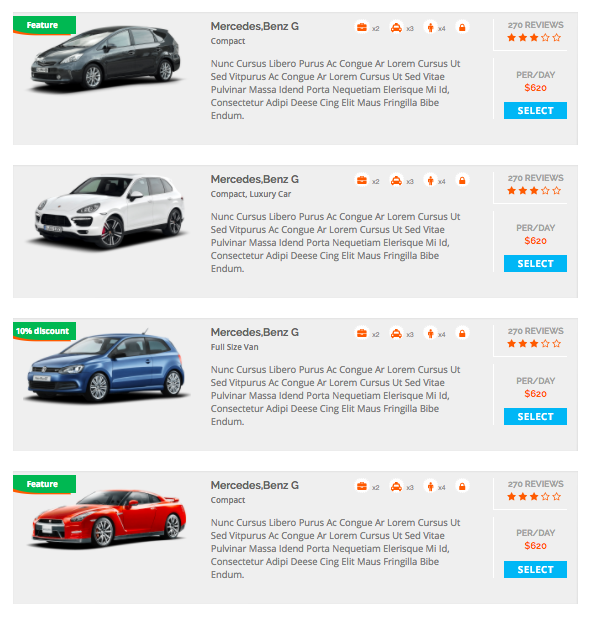 Feature
Mercedes,Benz G
x2 x3 x4
270 REVIEWS
Compact
Nunc Cursus Libero Purus Ac Congue Ar Lorem Cursus Ut
Sed Vitpurus Ac Congue Ar Lorem Cursus Ut Sed Vitae
Pulvinar Massa Idend Porta Nequetiam Elerisque Mi Id,
Consectetur Adipi Deese Cing Elit Maus Fringilla Bibe
Endum.
PER/DAY
$620
SELECT
Mercedes,Benz G
x2 x3 x4
270 REVIEWS
Compact, Luxury Car
Nunc Cursus Libero Purus Ac Congue Ar Lorem Cursus Ut
Sed Vitpurus Ac Congue Ar Lorem Cursus Ut Sed Vitae
Pulvinar Massa Idend Porta Nequetiam Elerisque Mi Id,
Consectetur Adipi Deese Cing Elit Maus Fringilla Bibe
Endum.
PER/DAY
$620
SELECT
10% discount
Mercedes,Benz G
x2 x3 x4
270 REVIEWS
Full Size Van
Nunc Cursus Libero Purus Ac Congue Ar Lorem Cursus Ut
Sed Vitpurus Ac Congue Ar Lorem Cursus Ut Sed Vitae
Pulvinar Massa Idend Porta Nequetiam Elerisque Mi Id,
Consectetur Adipi Deese Cing Elit Maus Fringilla Bibe
Endum.
PER/DAY
$620
SELECT
Feature
Mercedes,Benz G
x2 x3 x4
270 REVIEWS
Compact
Nunc Cursus Libero Purus Ac Congue Ar Lorem Cursus Ut
Sed Vitpurus Ac Congue Ar Lorem Cursus Ut Sed Vitae
Pulvinar Massa Idend Porta Nequetiam Elerisque Mi Id,
Consectetur Adipi Deese Cing Elit Maus Fringilla Bibe
Endum.
PER/DAY
$620
SELECT